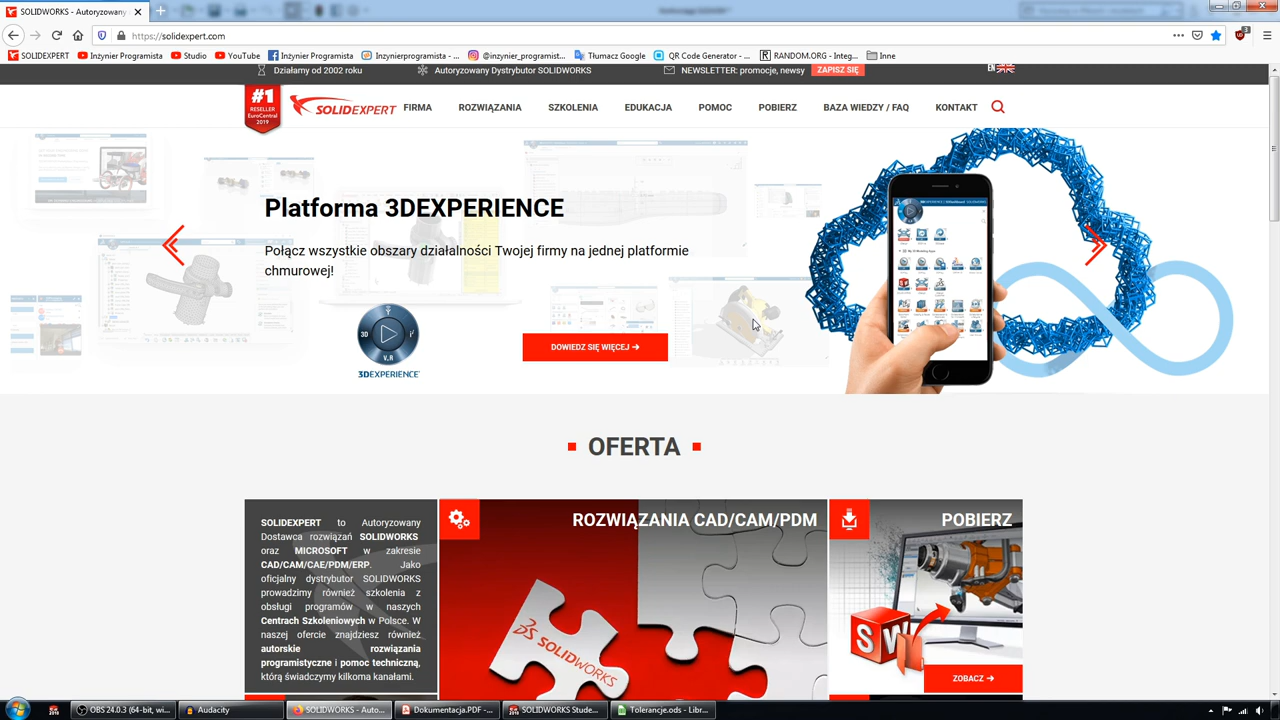 SOLIDWORKS - Autoryzowany
https://solidexpert.com
3
SOLIDEXPERT
Inżynier Programista
Studio
YouTube
Inżynier Programista
Inzynierprogramista -...
@inzynier_programist...
Tłumacz Google
QR Code Generator - ...
RANDOM.ORG - Integ...
Inne
Działamy od 2002 roku
Autoryzowany Dystrybutor SOLIDWORKS
NEWSLETTER: promocje, newsy
ZAPISZ SIĘ
EN
#1
RESELLER
EuroCentral
2019
SOLIDEXPERT
FIRMA
ROZWIĄZANIA
SZKOLENIA
EDUKACJA
POMOC
POBIERZ
BAZA WIEDZY / FAQ
KONTAKT
Platforma 3DEXPERIENCE
Połącz wszystkie obszary działalności Twojej firmy na jednej platformie
chmurowej!
3D
V.R
3DEXPERIENCE
DOWIEDZ SIĘ WIĘCEJ →
OFERTA
SOLIDEXPERT to Autoryzowany
Dostawca rozwiązań SOLIDWORKS
oraz MICROSOFT w zakresie
CAD/CAM/CAE/PDM/ERP. Jako
oficjalny dystrybutor SOLIDWORKS
prowadzimy również szkolenia z
obsługi programów w naszych
Centrach Szkoleniowych w Polsce. W
naszej ofercie znajdziesz również
autorskie rozwiązania
programistyczne i pomoc techniczną,
którą świadczymy kilkoma kanałami.
ROZWIĄZANIA CAD/CAM/PDM
SOLIDWORKS
POBIERZ
SW
ZOBACZ →
OBS 24.0.3 (64-bit, wi...
Audacity
SOLIDWORKS - Auto...
Dokumentacja.PDF - ...
SOLIDWORKS Stude...
Tolerancje.ods - Libr...